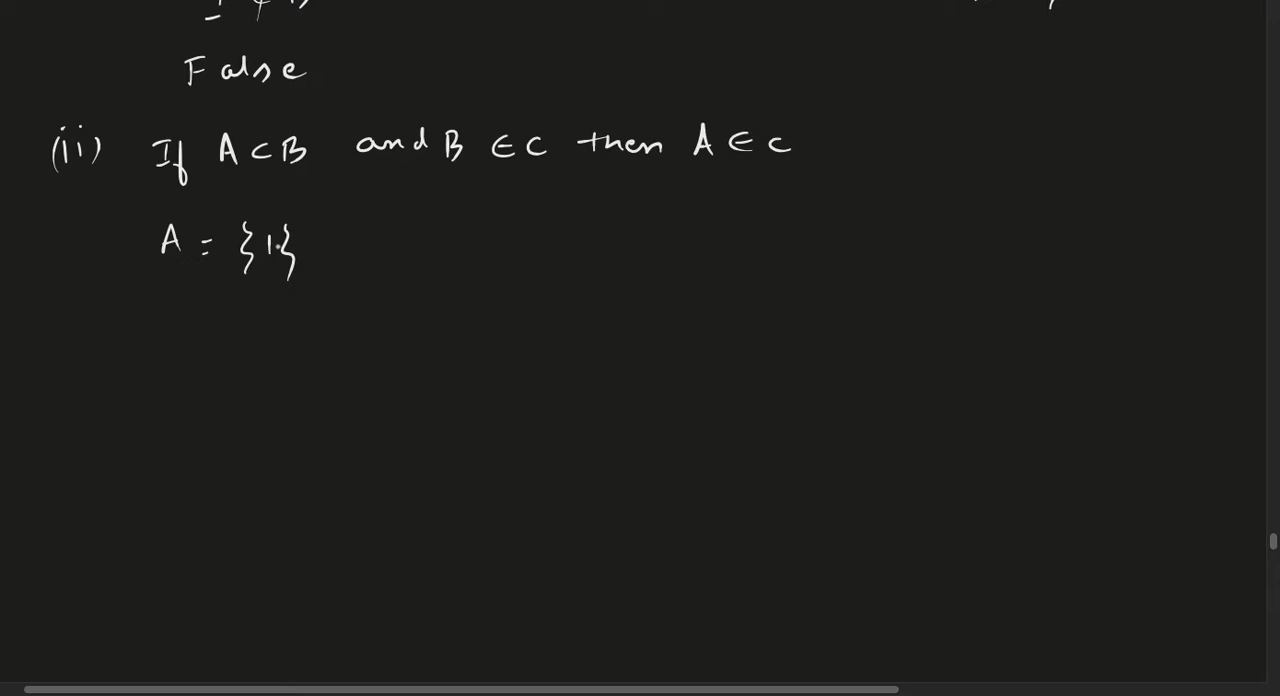 False
(ii) If A ⊂ B and B ∈ C then A ∈ C
A = {1}